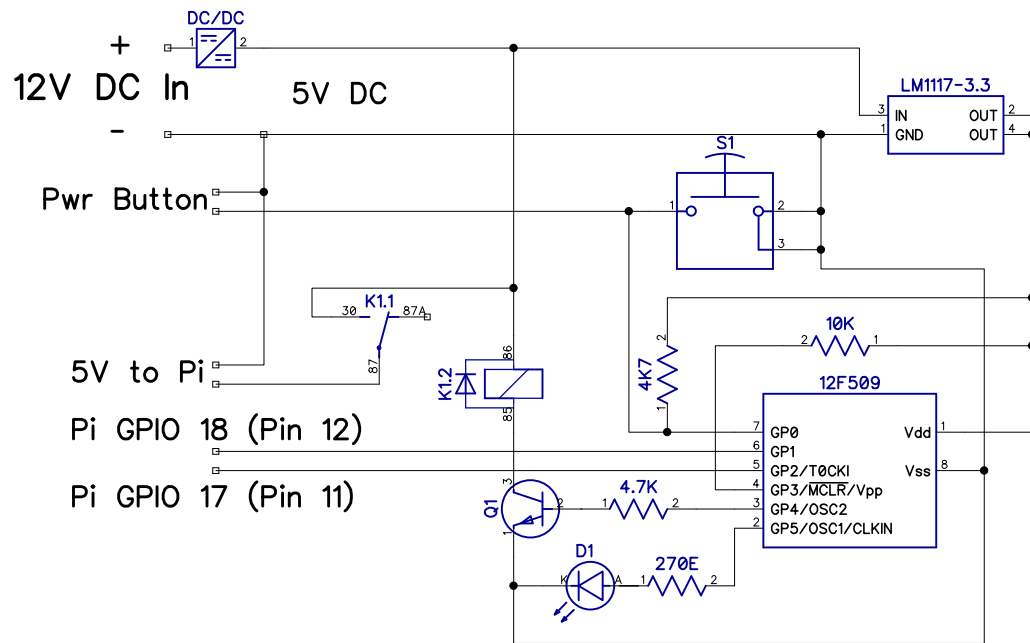 DC/DC
+
1 2
12V DC In
5V DC
LM1117-3.3
3 IN OUT 2
1 GND OUT 4
-
S1
Pwr Button
1 2
3
K1.1
30 87A
87
2
10K
2 1
86
5V to Pi
K1.2
4K7
12F509
85
1
Pi GPIO 18 (Pin 12)
7 GP0 Vdd 1
6 GP1
5 GP2/T0CKI Vss 8
Pi GPIO 17 (Pin 11)
4 GP3/MCLR/Vpp
3 GP4/OSC2
2 GP5/OSC1/CLKIN
3
Q1
2
4.7K
1 2
1
D1
K A
270E
1 2